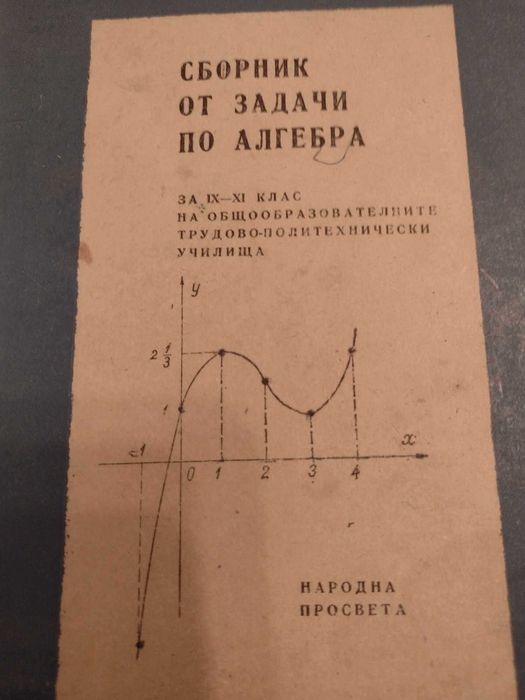 СБОРНИК
ОТ ЗАДАЧИ
ПО АЛГЕБРА
ЗА IX—XI КЛАС
НА ОБЩООБРАЗОВАТЕЛНИТЕ
ТРУДОВО-ПОЛИТЕХНИЧЕСКИ
УЧИЛИЩА
y
2 1/3
1
-1 0 1 2 3 4 x
НАРОДНА
ПРОСВЕТА